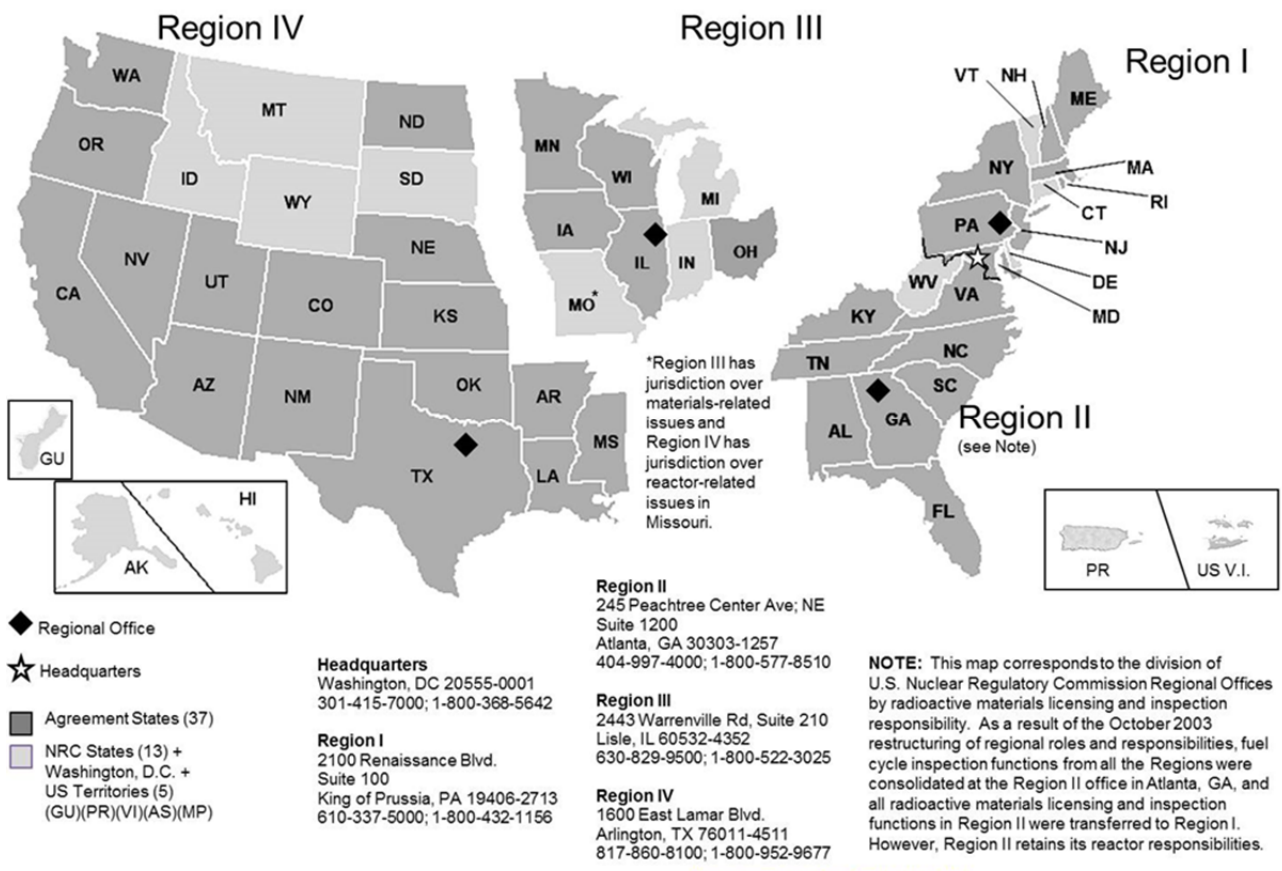 Region IV
Region III
Region I
WA
MT
ND
OR
ID
SD
WY
NE
NV
UT
CA
CO
KS
AZ
NM
OK
TX
AR
LA
MS
MN
WI
MI
IA
IL
IN
OH
MO*
VT
NH
ME
NY
MA
RI
CT
PA
NJ
DE
MD
WV
VA
KY
TN
NC
SC
AL
GA
FL
Region II
(see Note)
*Region III has
jurisdiction over
materials-related
issues and
Region IV has
jurisdiction over
reactor-related
issues in
Missouri.
GU
HI
AK
PR
US V.I.
Regional Office
Headquarters
Agreement States (37)
NRC States (13) +
Washington, D.C. +
US Territories (5)
(GU)(PR)(VI)(AS)(MP)
Headquarters
Washington, DC 20555-0001
301-415-7000; 1-800-368-5642
Region I
2100 Renaissance Blvd.
Suite 100
King of Prussia, PA 19406-2713
610-337-5000; 1-800-432-1156
Region II
245 Peachtree Center Ave; NE
Suite 1200
Atlanta, GA 30303-1257
404-997-4000; 1-800-577-8510
Region III
2443 Warrenville Rd, Suite 210
Lisle, IL 60532-4352
630-829-9500; 1-800-522-3025
Region IV
1600 East Lamar Blvd.
Arlington, TX 76011-4511
817-860-8100; 1-800-952-9677
NOTE: This map corresponds to the division of
U.S. Nuclear Regulatory Commission Regional Offices
by radioactive materials licensing and inspection
responsibility. As a result of the October 2003
restructuring of regional roles and responsibilities, fuel
cycle inspection functions from all the Regions were
consolidated at the Region II office in Atlanta, GA, and
all radioactive materials licensing and inspection
functions in Region II were transferred to Region I.
However, Region II retains its reactor responsibilities.